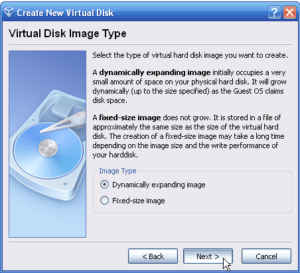 Create New Virtual Disk
Virtual Disk Image Type
Select the type of virtual hard disk image you want to create.
A dynamically expanding image initially occupies a very
small amount of space on your physical hard disk. It will grow
dynamically (up to the size specified) as the Guest OS claims
disk space.
A fixed-size image does not grow. It is stored in a file of
approximately the same size as the size of the virtual hard
disk. The creation of a fixed-size image may take a long time
depending on the image size and the write performance of
your harddisk.
Image Type
Dynamically expanding image
Fixed-size image
< Back Next > Cancel